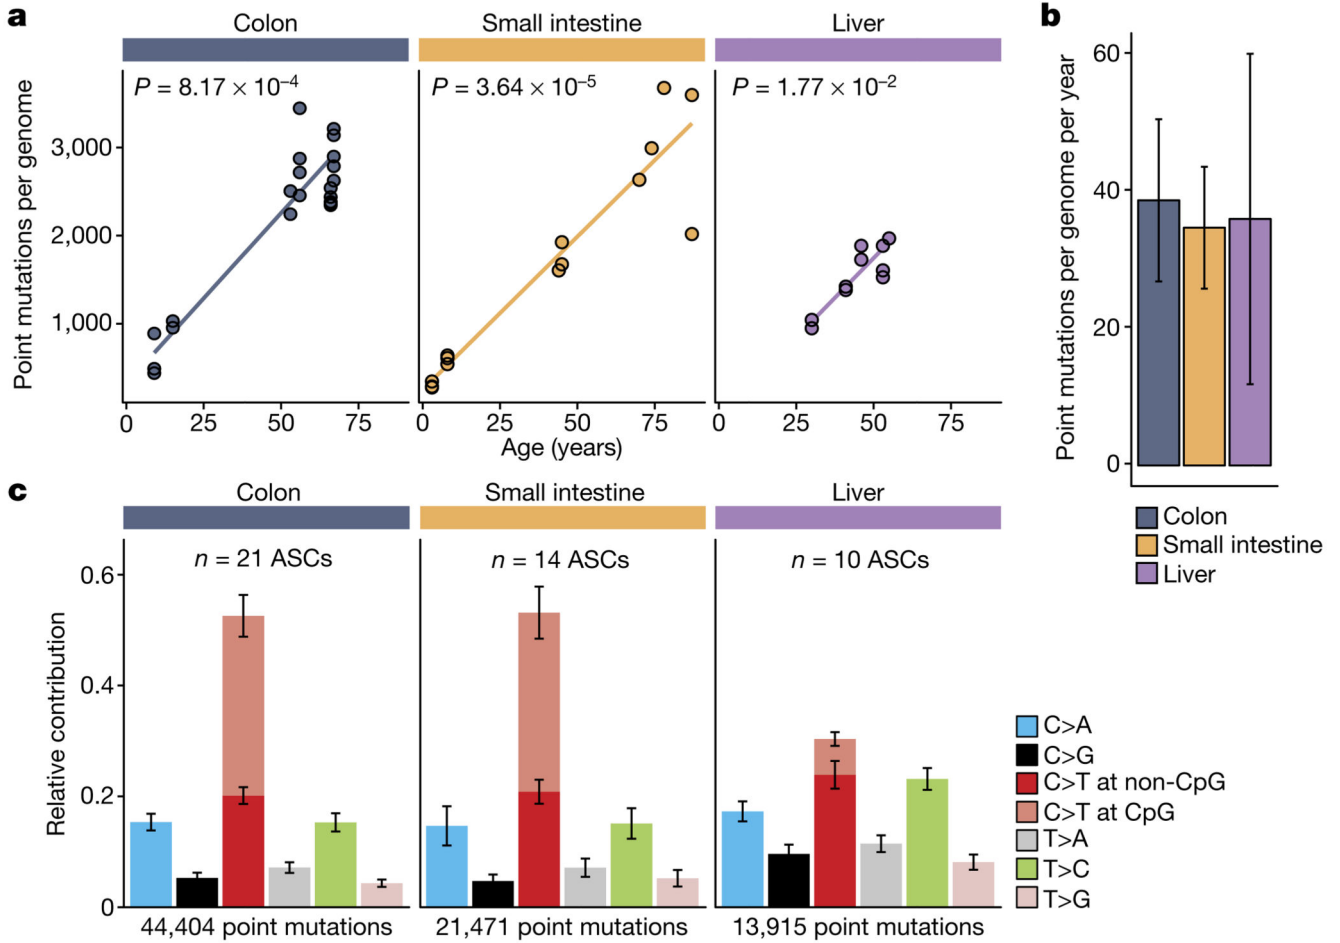 a
Colon
Small intestine
Liver
P = 8.17 × 10⁻⁴
P = 3.64 × 10⁻⁵
P = 1.77 × 10⁻²
Point mutations per genome
3,000
2,000
1,000
0 25 50 75
0 25 50 75
0 25 50 75
Age (years)
b
Point mutations per genome per year
60
40
20
0
Colon
Small intestine
Liver
c
Colon
Small intestine
Liver
n = 21 ASCs
n = 14 ASCs
n = 10 ASCs
Relative contribution
0.6
0.4
0.2
0
44,404 point mutations
21,471 point mutations
13,915 point mutations
C>A
C>G
C>T at non-CpG
C>T at CpG
T>A
T>C
T>G